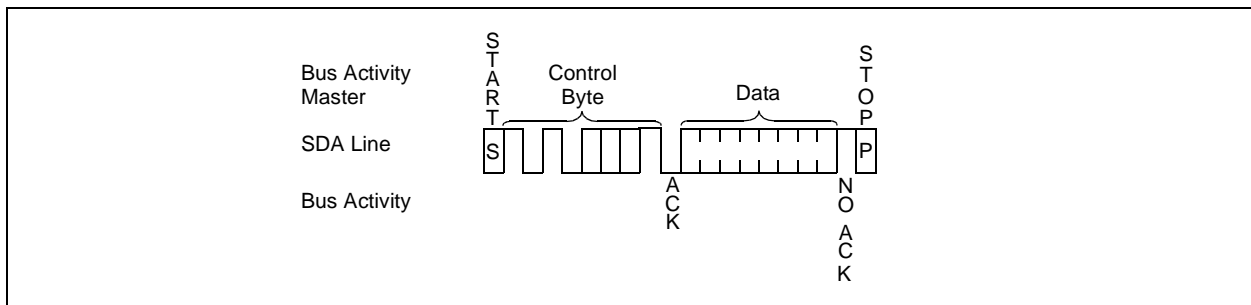 START
Bus Activity
Master
Control
Byte
Data
STOP
SDA Line
S
P
Bus Activity
ACK
NO ACK